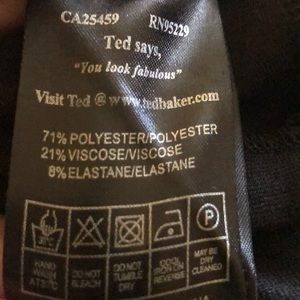 CA25459 RN95229
Ted says,
"You look fabulous"
Visit Ted @ www.tedbaker.com
71% POLYESTER/POLYESTER
21% VISCOSE/VISCOSE
8% ELASTANE/ELASTANE
HAND WASH AT 30°C
DO NOT BLEACH
DO NOT TUMBLE DRY
COOL IRON ON REVERSE
MAY BE DRY CLEANED
P